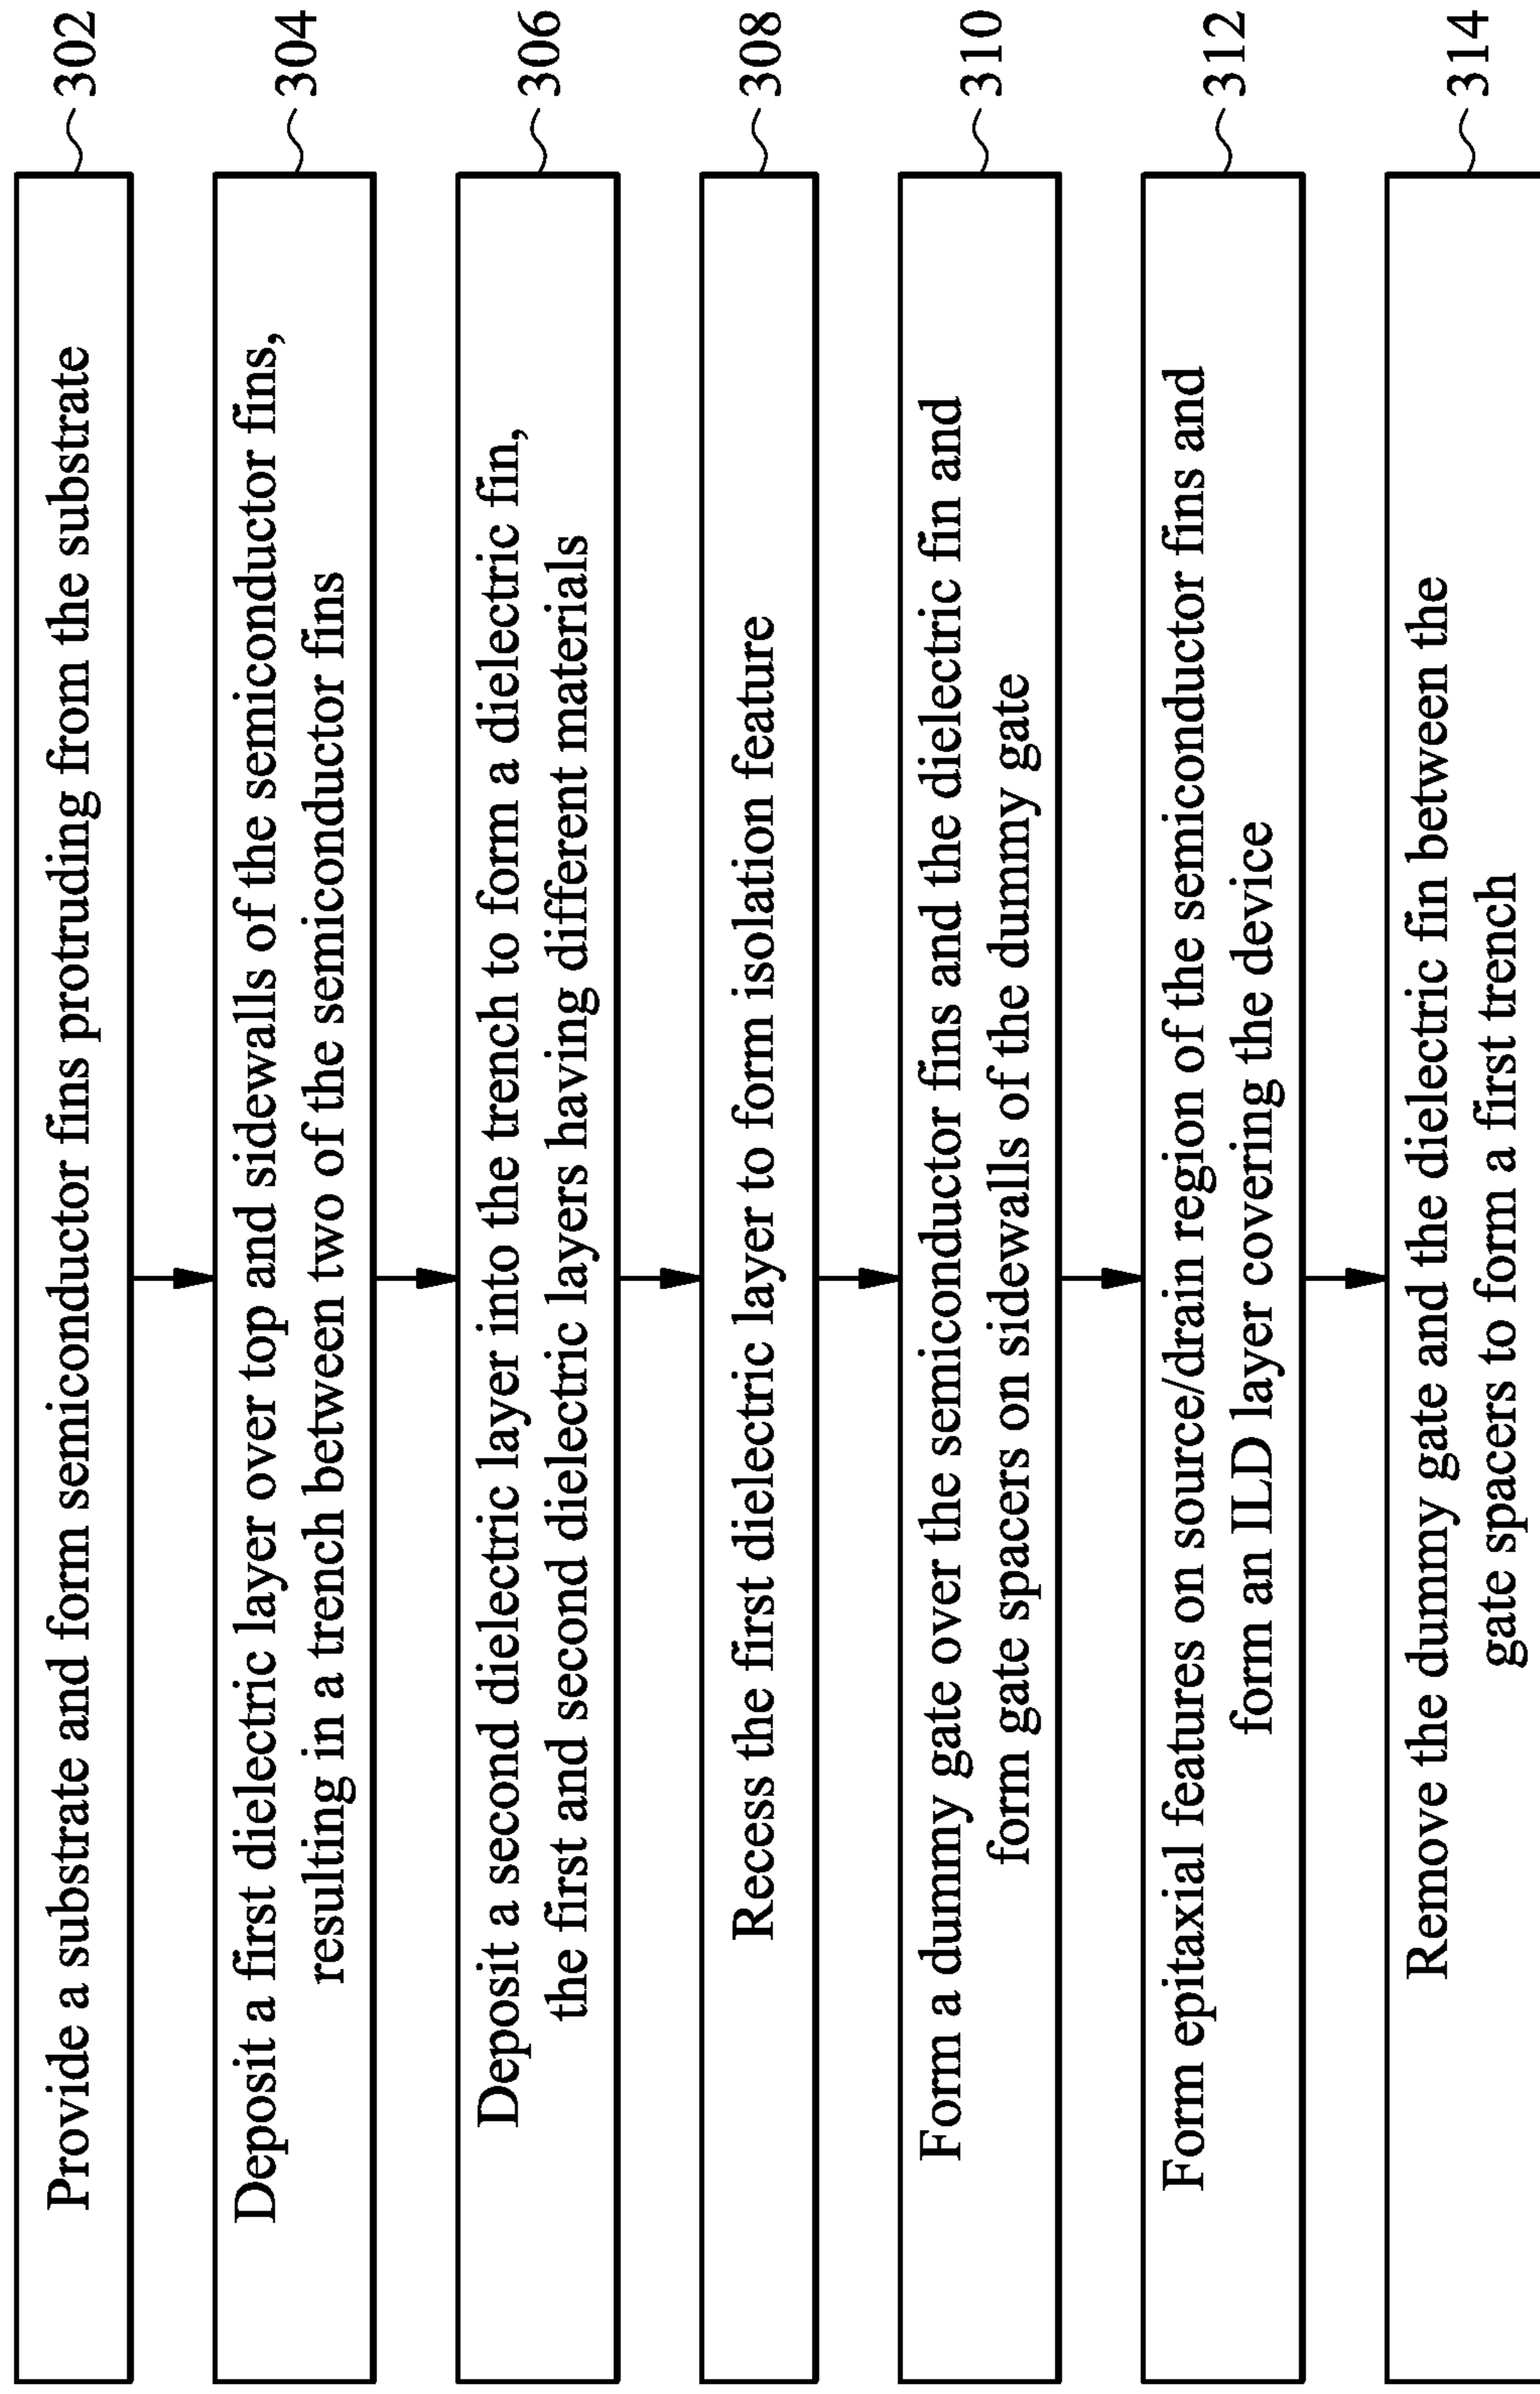 Provide a substrate and form semiconductor fins protruding from the substrate
302
Deposit a first dielectric layer over top and sidewalls of the semiconductor fins,
resulting in a trench between two of the semiconductor fins
304
Deposit a second dielectric layer into the trench to form a dielectric fin,
the first and second dielectric layers having different materials
306
Recess the first dielectric layer to form isolation feature
308
Form a dummy gate over the semiconductor fins and the dielectric fin and
form gate spacers on sidewalls of the dummy gate
310
Form epitaxial features on source/drain region of the semiconductor fins and
form an ILD layer covering the device
312
Remove the dummy gate and the dielectric fin between the
gate spacers to form a first trench
314